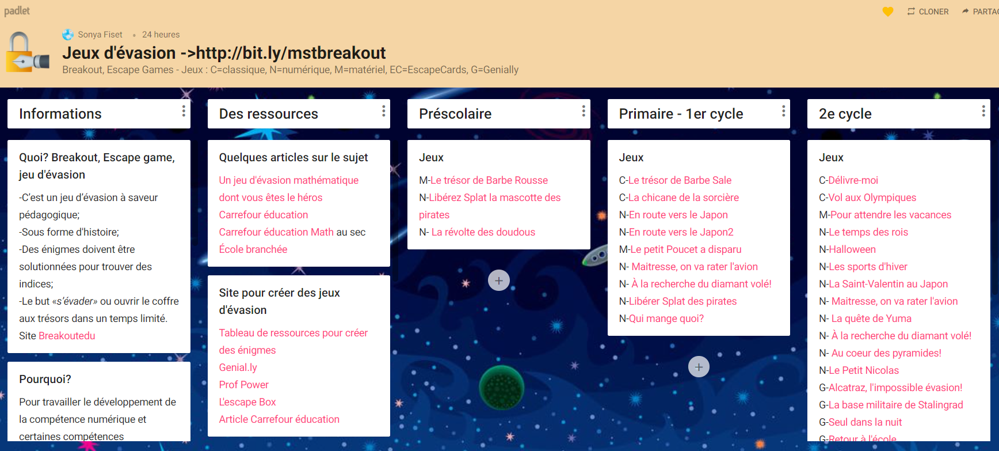 padlet
CLONER
Sonya Fiset • 24 heures
Jeux d'évasion ->http://bit.ly/mstbreakout
Breakout, Escape Games - Jeux : C=classique, N=numérique, M=matériel, EC=EscapeCards, G=Genially
Informations
Quoi? Breakout, Escape game,
jeu d'évasion
-C'est un jeu d'évasion à saveur
pédagogique;
-Sous forme d'histoire;
-Des énigmes doivent être
solutionnées pour trouver des
indices;
-Le but «s'évader» ou ouvrir le coffre
aux trésors dans un temps limité.
Site Breakoutedu
Pourquoi?
Pour travailler le développement de
la compétence numérique et
certaines compétences
Des ressources
Quelques articles sur le sujet
Un jeu d'évasion mathématique
dont vous êtes le héros
Carrefour éducation
Carrefour éducation Math au sec
École branchée
Site pour créer des jeux
d'évasion
Tableau de ressources pour créer
des énigmes
Genial.ly
Prof Power
L'escape Box
Article Carrefour éducation
Préscolaire
Jeux
M-Le trésor de Barbe Rousse
N-Libérez Splat la mascotte des
pirates
N- La révolte des doudous
Primaire - 1er cycle
Jeux
C-Le trésor de Barbe Sale
C-La chicane de la sorcière
N-En route vers le Japon
N-En route vers le Japon2
M-Le petit Poucet a disparu
N- Maitresse, on va rater l'avion
N- À la recherche du diamant volé!
N-Libérer Splat des pirates
N-Qui mange quoi?
2e cycle
Jeux
C-Délivre-moi
C-Vol aux Olympiques
M-Pour attendre les vacances
N-Le temps des rois
N-Halloween
N-Les sports d'hiver
N-La Saint-Valentin au Japon
N- Maitresse, on va rater l'avion
N- La quête de Yuma
N- À la recherche du diamant volé!
N- Au coeur des pyramides!
N-Le Petit Nicolas
G-Alcatraz, l'impossible évasion!
G-La base militaire de Stalingrad
G-Seul dans la nuit
G-Retour à l'école